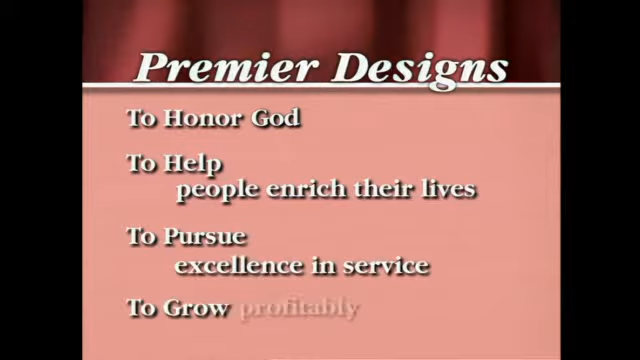 Premier Designs
To Honor God
To Help
people enrich their lives
To Pursue
excellence in service
To Grow profitably